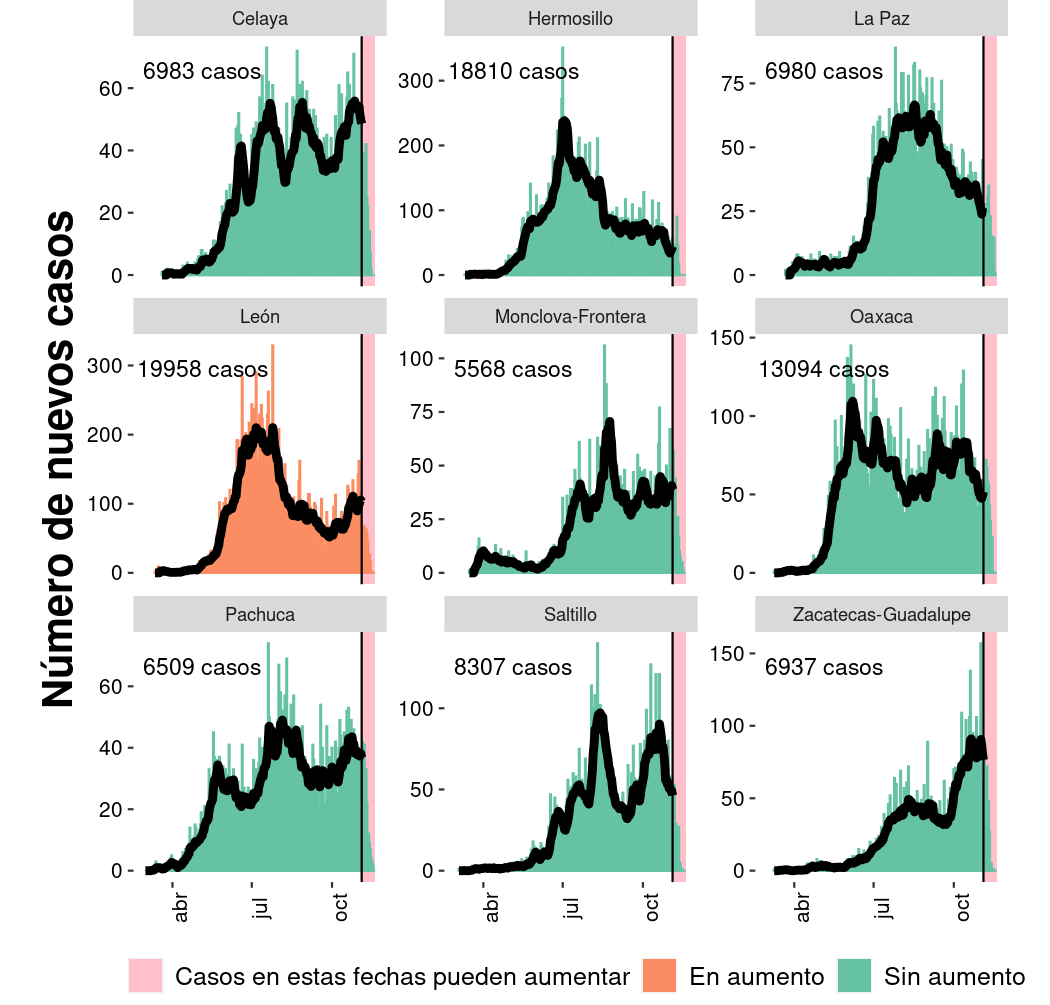 Número de nuevos casos
Celaya
Hermosillo
La Paz
6983 casos
18810 casos
6980 casos
60
40
20
0
300
200
100
0
75
50
25
0
León
Monclova-Frontera
Oaxaca
19958 casos
5568 casos
13094 casos
300
200
100
0
100
75
50
25
0
150
100
50
0
Pachuca
Saltillo
Zacatecas-Guadalupe
6509 casos
8307 casos
6937 casos
60
40
20
0
100
50
0
150
100
50
0
abr jul oct
abr jul oct
abr jul oct
Casos en estas fechas pueden aumentar En aumento Sin aumento